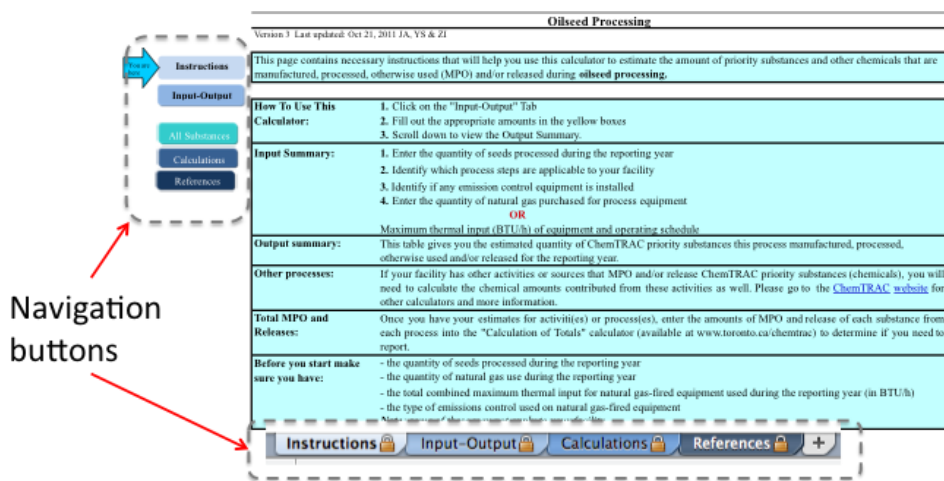 Oilseed Processing
Version 3 Last updated: Oct 21, 2011 JA, YS & ZI
You are
here
Instructions
Input-Output
All Substances
Calculations
References
This page contains necessary instructions that will help you use this calculator to estimate the amount of priority substances and other chemicals that are
manufactured, processed, otherwise used (MPO) and/or released during oilseed processing.
How To Use This
Calculator:
1. Click on the "Input-Output" Tab
2. Fill out the appropriate amounts in the yellow boxes
3. Scroll down to view the Output Summary.
Input Summary:
1. Enter the quantity of seeds processed during the reporting year
2. Identify which process steps are applicable to your facility
3. Identify if any emission control equipment is installed
4. Enter the quantity of natural gas purchased for process equipment
OR
Maximum thermal input (BTU/h) of equipment and operating schedule
Output summary:
This table gives you the estimated quantity of ChemTRAC priority substances this process manufactured, processed,
otherwise used and/or released for the reporting year.
Other processes:
If your facility has other activities or sources that MPO and/or release ChemTRAC priority substances (chemicals), you will
need to calculate the chemical amounts contributed from these activities as well. Please go to the ChemTRAC website for
other calculators and more information.
Total MPO and
Releases:
Once you have your estimates for activiti(es) or process(es), enter the amounts of MPO and release of each substance from
each process into the "Calculation of Totals" calculator (available at www.toronto.ca/chemtrac) to determine if you need to
report.
Before you start make
sure you have:
- the quantity of seeds processed during the reporting year
- the quantity of natural gas use during the reporting year
- the total combined maximum thermal input for natural gas-fired equipment used during the reporting year (in BTU/h)
- the type of emissions control used on natural gas-fired equipment
Navigation
buttons
Instructions Input-Output Calculations References +